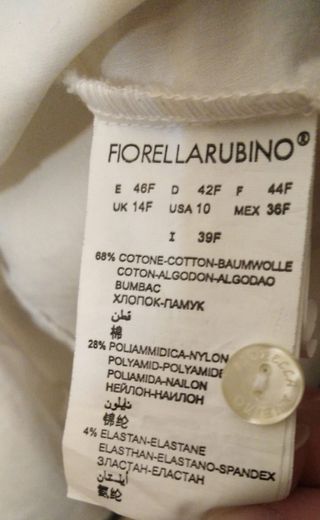 FIORELLARUBINO®
E 46F D 42F F 44F
UK 14F USA 10 MEX 36F
I 39F
68% COTONE-COTTON-BAUMWOLLE
COTON-ALGODON-ALGODAO
BUMBAC
ХЛОПОК-ПАМУК
قطن
棉
28% POLIAMMIDICA-NYLON
POLYAMID-POLYAMIDE
POLIAMIDA-NAILON
НЕЙЛОН-НАИЛОН
نايلون
锦纶
4% ELASTAN-ELASTANE
ELASTHAN-ELASTANO-SPANDEX
ЭЛАСТАН-ЕЛАСТАН
氨纶